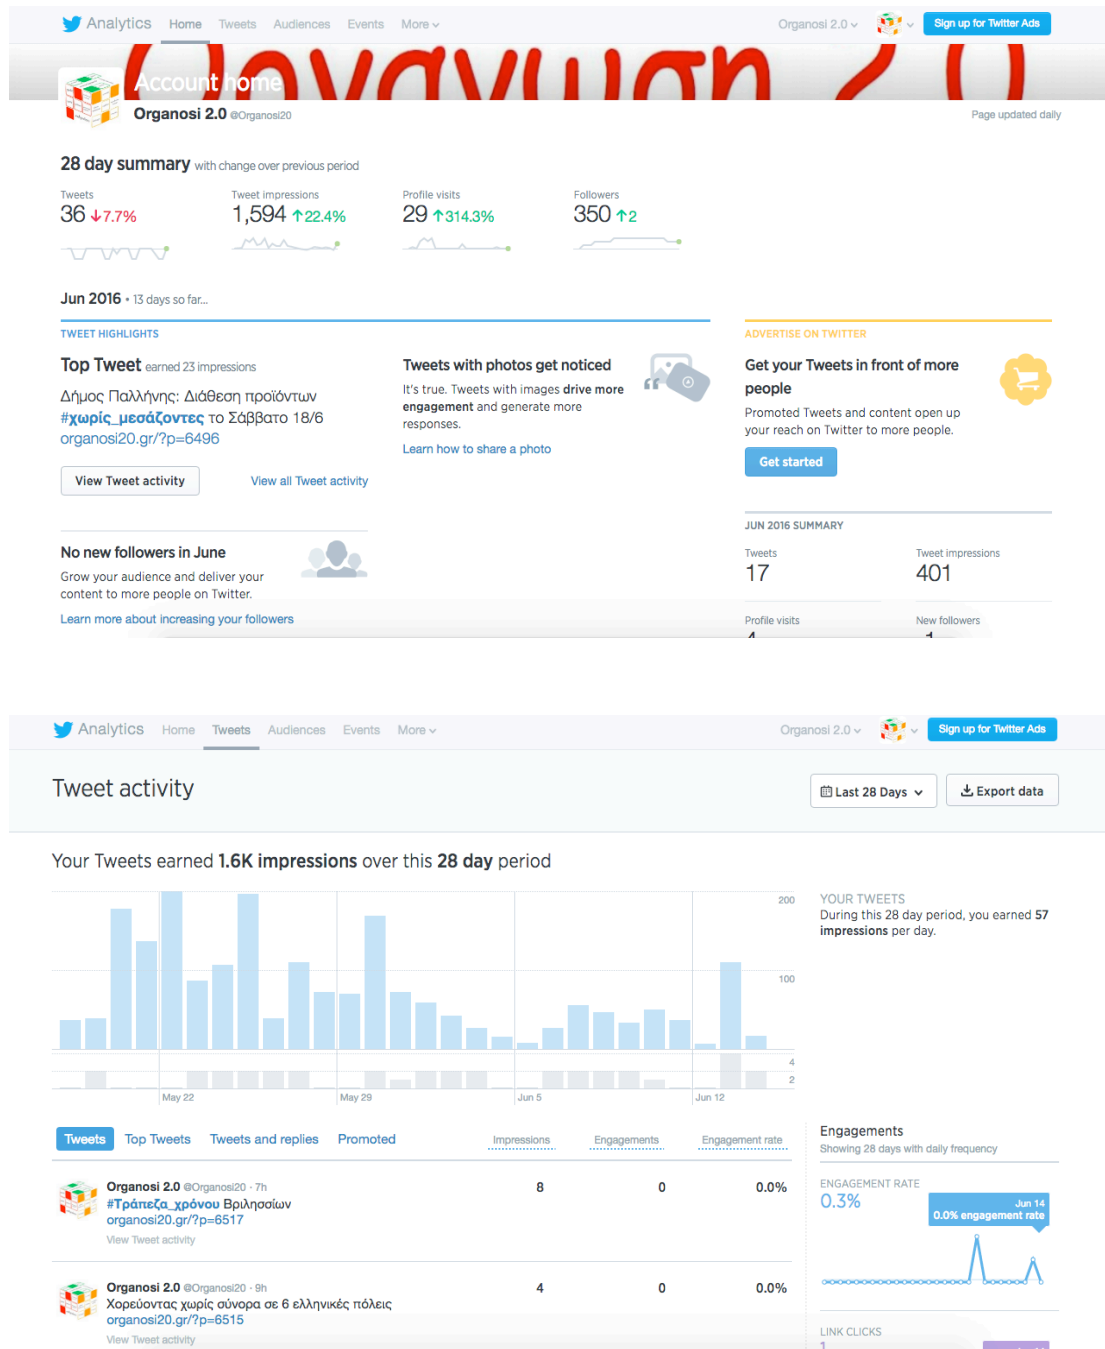 Analytics Home Tweets Audiences Events More Organosi 2.0 Sign up for Twitter Ads
Οργάνωση 2.0
Account home
Organosi 2.0 @Organosi20 Page updated daily
28 day summary with change over previous period
Tweets Tweet impressions Profile visits Followers
36 ↓7.7% 1,594 ↑22.4% 29 ↑314.3% 350 ↑2
Jun 2016 • 13 days so far...
TWEET HIGHLIGHTS
Top Tweet earned 23 impressions
Δήμος Παλλήνης: Διάθεση προϊόντων
#χωρίς_μεσάζοντες το Σάββατο 18/6
organosi20.gr/?p=6496
View Tweet activity View all Tweet activity
Tweets with photos get noticed
It's true. Tweets with images drive more
engagement and generate more
responses.
Learn how to share a photo
ADVERTISE ON TWITTER
Get your Tweets in front of more
people
Promoted Tweets and content open up
your reach on Twitter to more people.
Get started
No new followers in June
Grow your audience and deliver your
content to more people on Twitter.
Learn more about increasing your followers
JUN 2016 SUMMARY
Tweets Tweet impressions
17 401
Profile visits New followers
Analytics Home Tweets Audiences Events More Organosi 2.0 Sign up for Twitter Ads
Tweet activity Last 28 Days Export data
Your Tweets earned 1.6K impressions over this 28 day period
200
100
4
2
May 22 May 29 Jun 5 Jun 12
YOUR TWEETS
During this 28 day period, you earned 57
impressions per day.
Tweets Top Tweets Tweets and replies Promoted Impressions Engagements Engagement rate
Organosi 2.0 @Organosi20 · 7h 8 0 0.0%
#Τράπεζα_χρόνου Βριλησσίων
organosi20.gr/?p=6517
View Tweet activity
Organosi 2.0 @Organosi20 · 9h 4 0 0.0%
Χορεύοντας χωρίς σύνορα σε 6 ελληνικές πόλεις
organosi20.gr/?p=6515
View Tweet activity
Engagements
Showing 28 days with daily frequency
ENGAGEMENT RATE
0.3%
Jun 14
0.0% engagement rate
LINK CLICKS